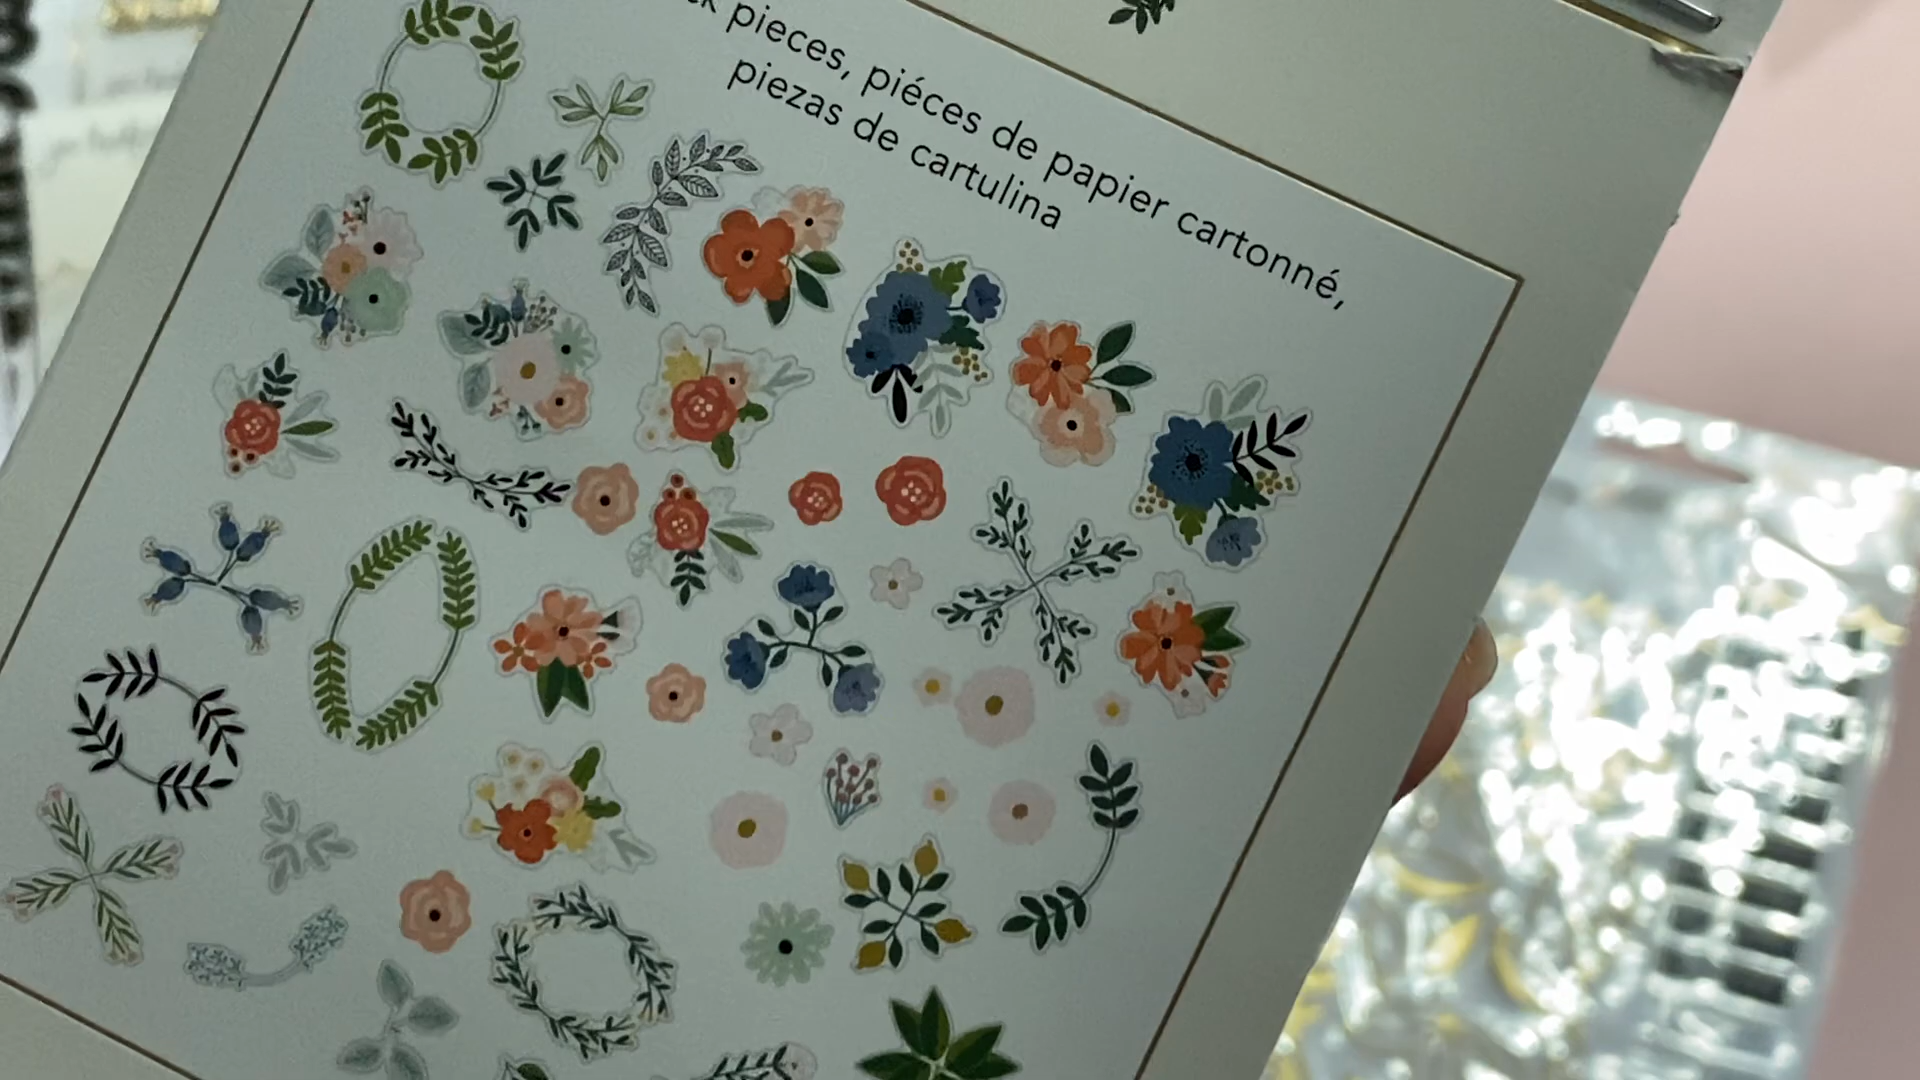 pieces, piéces de papier cartonné,
piezas de cartulina